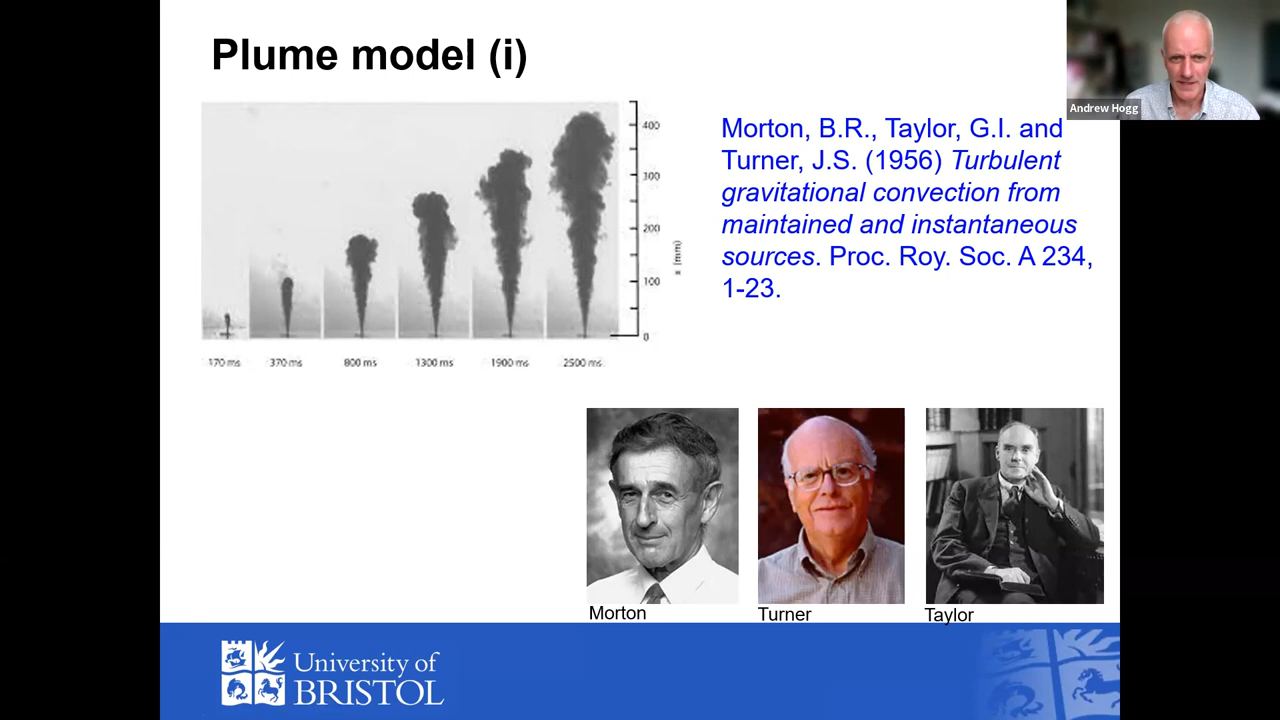 Plume model (i)
Andrew Hogg
400
300
200
100
0
x (mm)
170 ms
370 ms
800 ms
1300 ms
1900 ms
2500 ms
Morton, B.R., Taylor, G.I. and
Turner, J.S. (1956) Turbulent
gravitational convection from
maintained and instantaneous
sources. Proc. Roy. Soc. A 234,
1-23.
Morton
Turner
Taylor
University of
BRISTOL